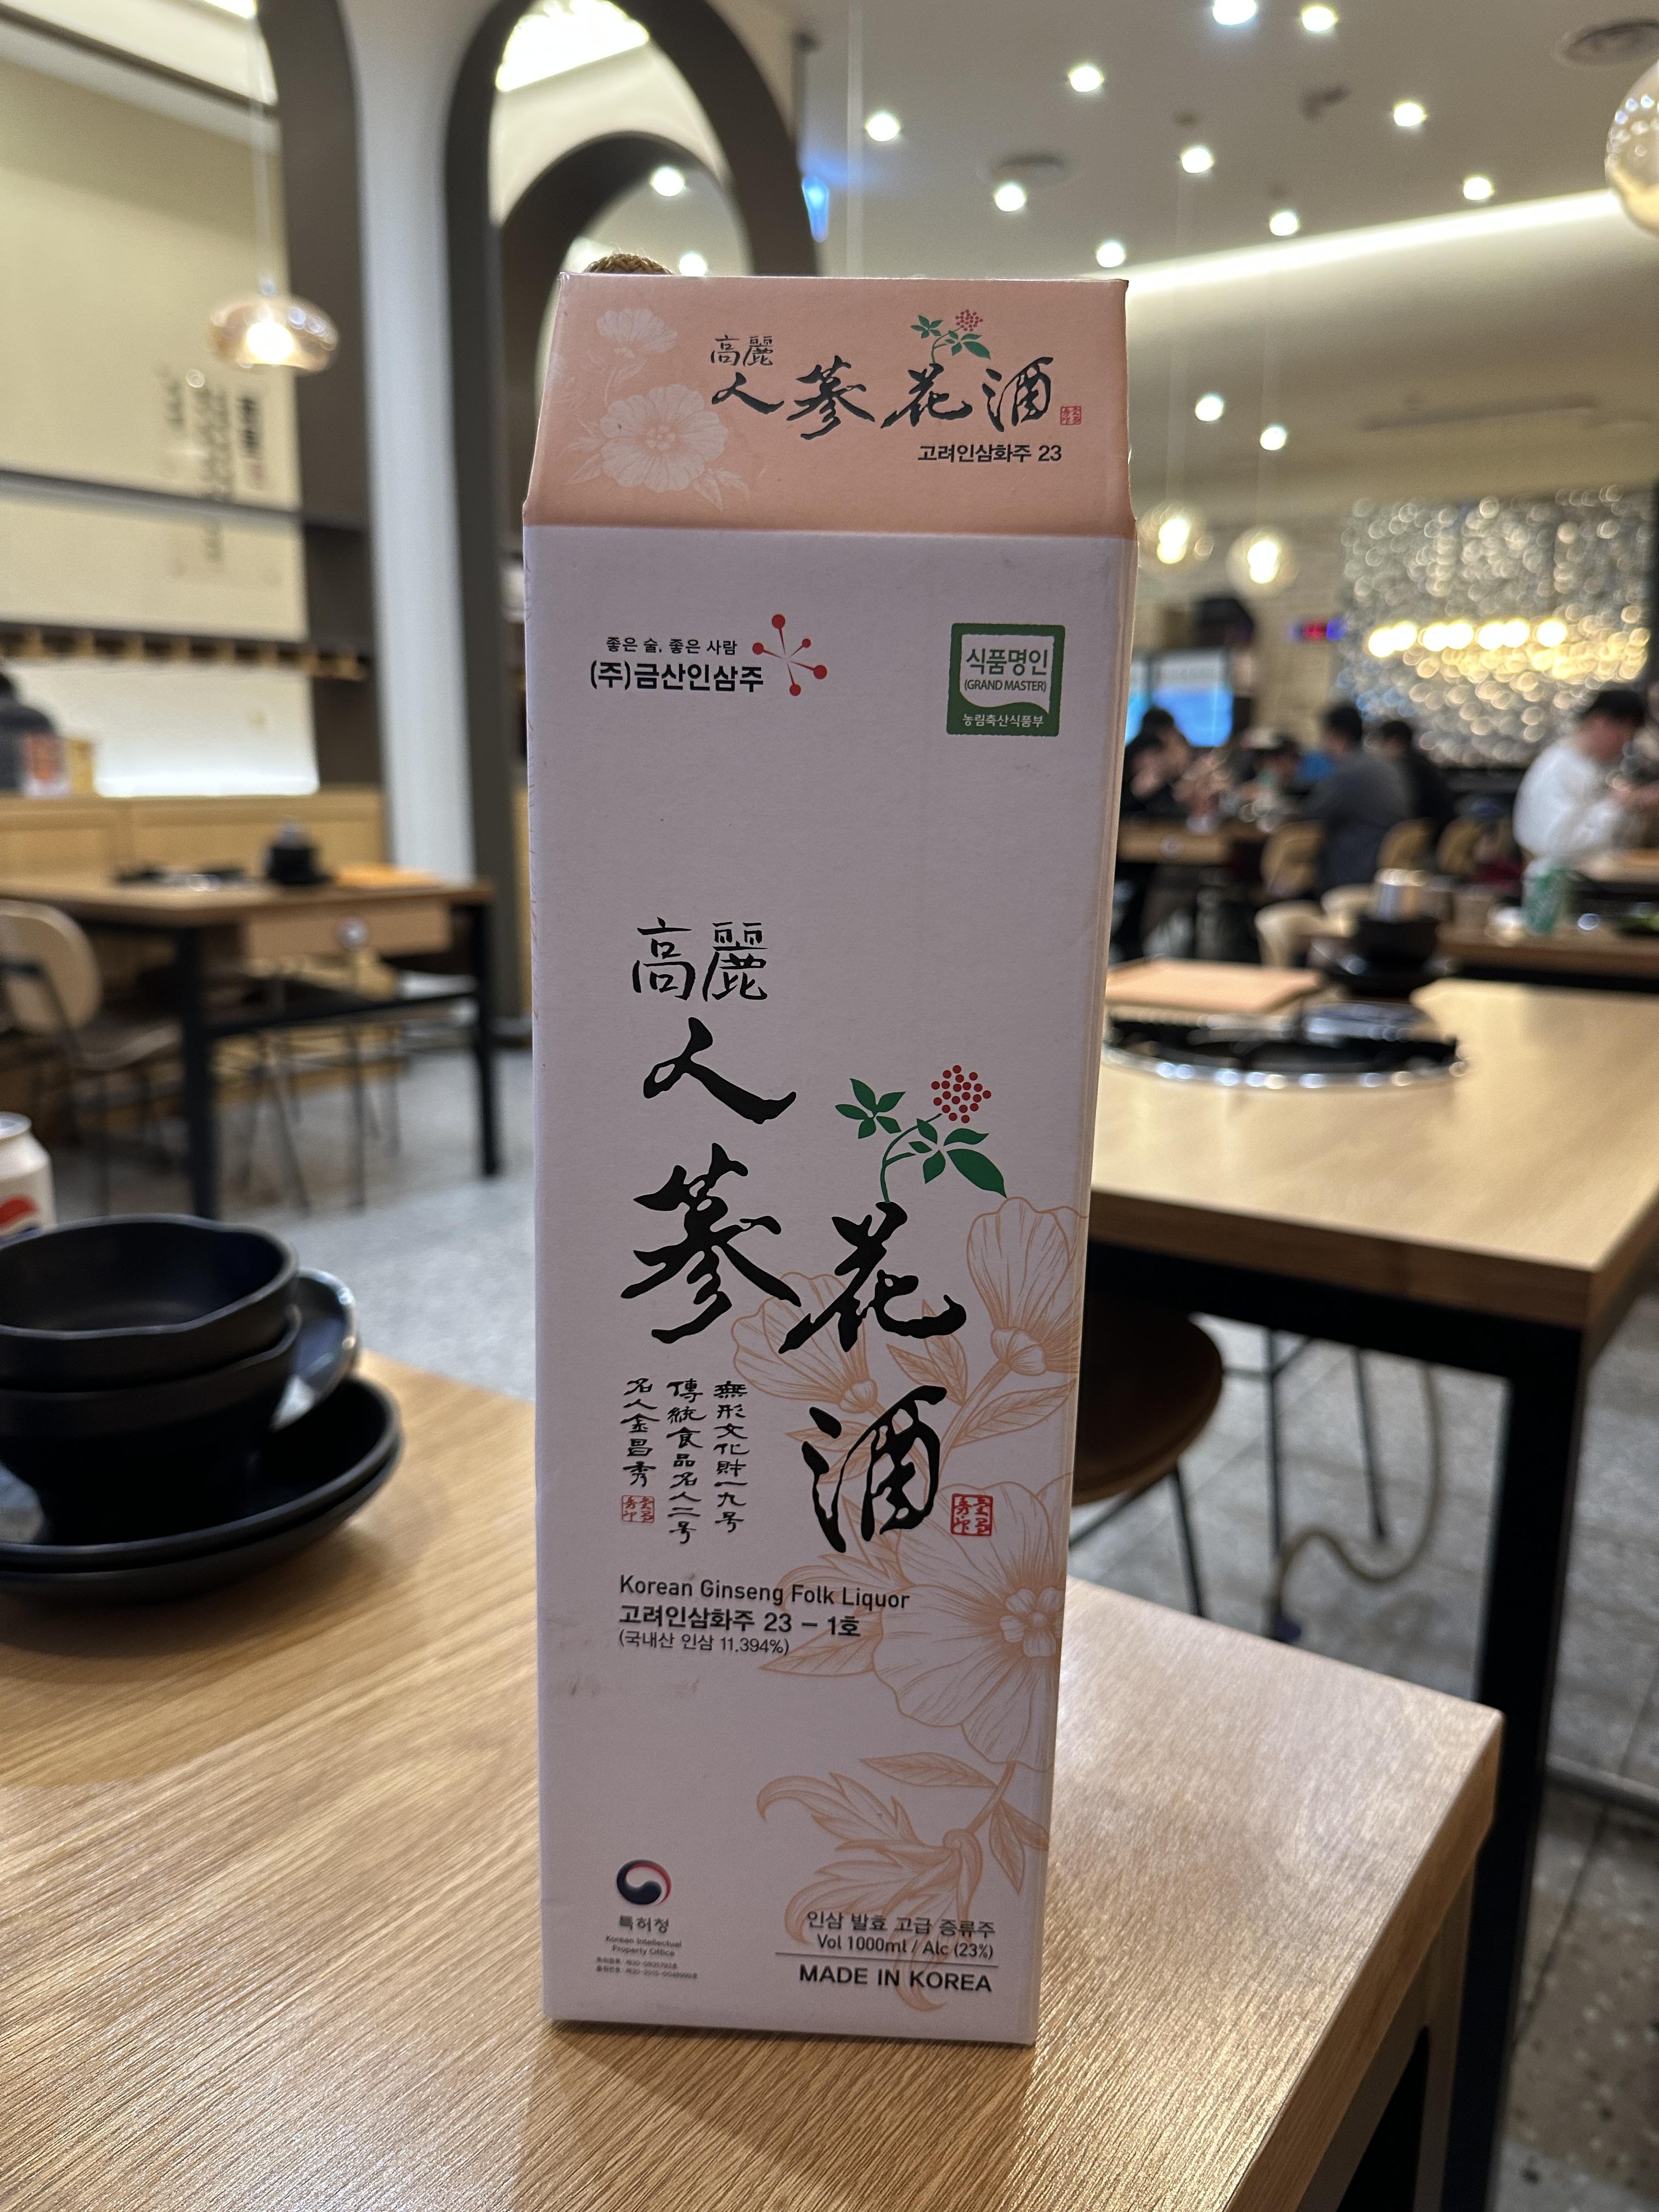 高麗
人蔘花酒
고려인삼화주 23
좋은 술, 좋은 사람
(주)금산인삼주
식품명인
(GRAND MASTER)
농림축산식품부
高麗
人
蔘花
酒
無形文化財一九号
傳統食品名人二号
名人金昌秀
Korean Ginseng Folk Liquor
고려인삼화주 23 – 1호
(국내산 인삼 11.394%)
특허청
Korean Intellectual
Property Office
인삼 발효 고급 증류주
Vol 1000ml / Alc (23%)
MADE IN KOREA